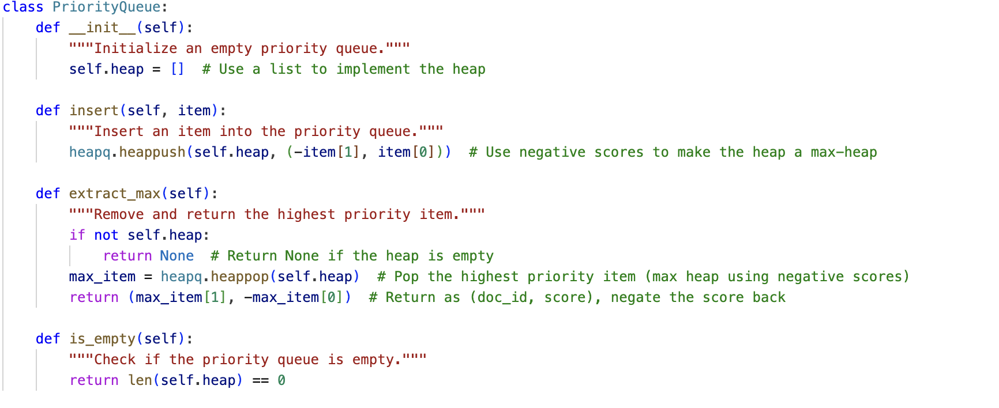 class PriorityQueue:
    def __init__(self):
        """Initialize an empty priority queue."""
        self.heap = []  # Use a list to implement the heap

    def insert(self, item):
        """Insert an item into the priority queue."""
        heapq.heappush(self.heap, (-item[1], item[0]))  # Use negative scores to make the heap a max-heap

    def extract_max(self):
        """Remove and return the highest priority item."""
        if not self.heap:
            return None  # Return None if the heap is empty
        max_item = heapq.heappop(self.heap)  # Pop the highest priority item (max heap using negative scores)
        return (max_item[1], -max_item[0])  # Return as (doc_id, score), negate the score back

    def is_empty(self):
        """Check if the priority queue is empty."""
        return len(self.heap) == 0